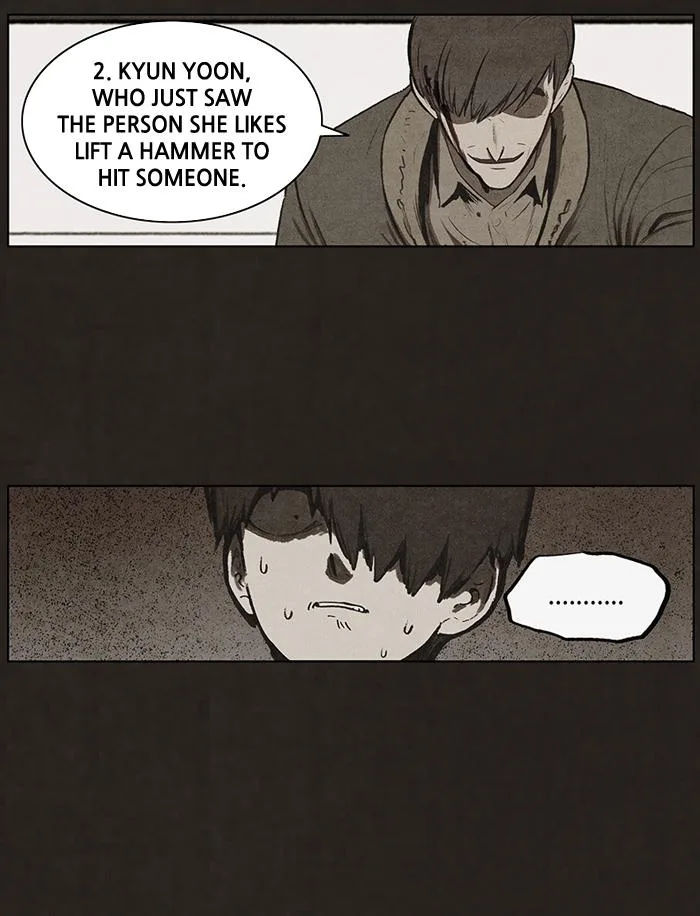 2. KYUN YOON,
WHO JUST SAW
THE PERSON SHE LIKES
LIFT A HAMMER TO
HIT SOMEONE.
...........